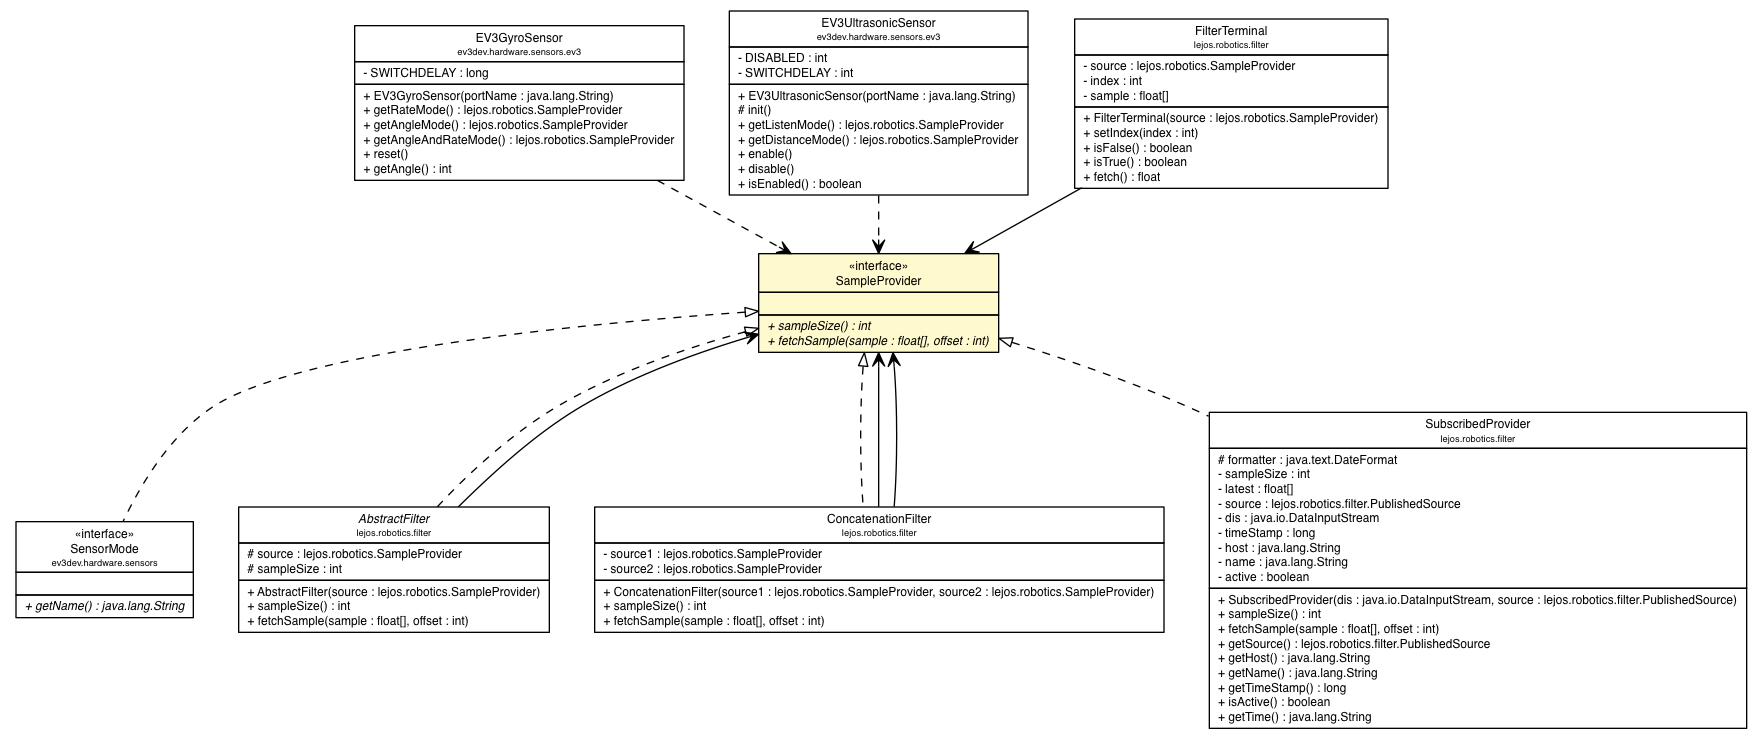 EV3GyroSensor
ev3dev.hardware.sensors.ev3
- SWITCHDELAY : long
+ EV3GyroSensor(portName : java.lang.String)
+ getRateMode() : lejos.robotics.SampleProvider
+ getAngleMode() : lejos.robotics.SampleProvider
+ getAngleAndRateMode() : lejos.robotics.SampleProvider
+ reset()
+ getAngle() : int
EV3UltrasonicSensor
ev3dev.hardware.sensors.ev3
- DISABLED : int
- SWITCHDELAY : int
+ EV3UltrasonicSensor(portName : java.lang.String)
# init()
+ getListenMode() : lejos.robotics.SampleProvider
+ getDistanceMode() : lejos.robotics.SampleProvider
+ enable()
+ disable()
+ isEnabled() : boolean
FilterTerminal
lejos.robotics.filter
- source : lejos.robotics.SampleProvider
- index : int
- sample : float[]
+ FilterTerminal(source : lejos.robotics.SampleProvider)
+ setIndex(index : int)
+ isFalse() : boolean
+ isTrue() : boolean
+ fetch() : float
«interface»
SampleProvider
+ sampleSize() : int
+ fetchSample(sample : float[], offset : int)
«interface»
SensorMode
ev3dev.hardware.sensors
+ getName() : java.lang.String
AbstractFilter
lejos.robotics.filter
# source : lejos.robotics.SampleProvider
# sampleSize : int
+ AbstractFilter(source : lejos.robotics.SampleProvider)
+ sampleSize() : int
+ fetchSample(sample : float[], offset : int)
ConcatenationFilter
lejos.robotics.filter
- source1 : lejos.robotics.SampleProvider
- source2 : lejos.robotics.SampleProvider
+ ConcatenationFilter(source1 : lejos.robotics.SampleProvider, source2 : lejos.robotics.SampleProvider)
+ sampleSize() : int
+ fetchSample(sample : float[], offset : int)
SubscribedProvider
lejos.robotics.filter
# formatter : java.text.DateFormat
- sampleSize : int
- latest : float[]
- source : lejos.robotics.filter.PublishedSource
- dis : java.io.DataInputStream
- timeStamp : long
- host : java.lang.String
- name : java.lang.String
- active : boolean
+ SubscribedProvider(dis : java.io.DataInputStream, source : lejos.robotics.filter.PublishedSource)
+ sampleSize() : int
+ fetchSample(sample : float[], offset : int)
+ getSource() : lejos.robotics.filter.PublishedSource
+ getHost() : java.lang.String
+ getName() : java.lang.String
+ getTimeStamp() : long
+ isActive() : boolean
+ getTime() : java.lang.String